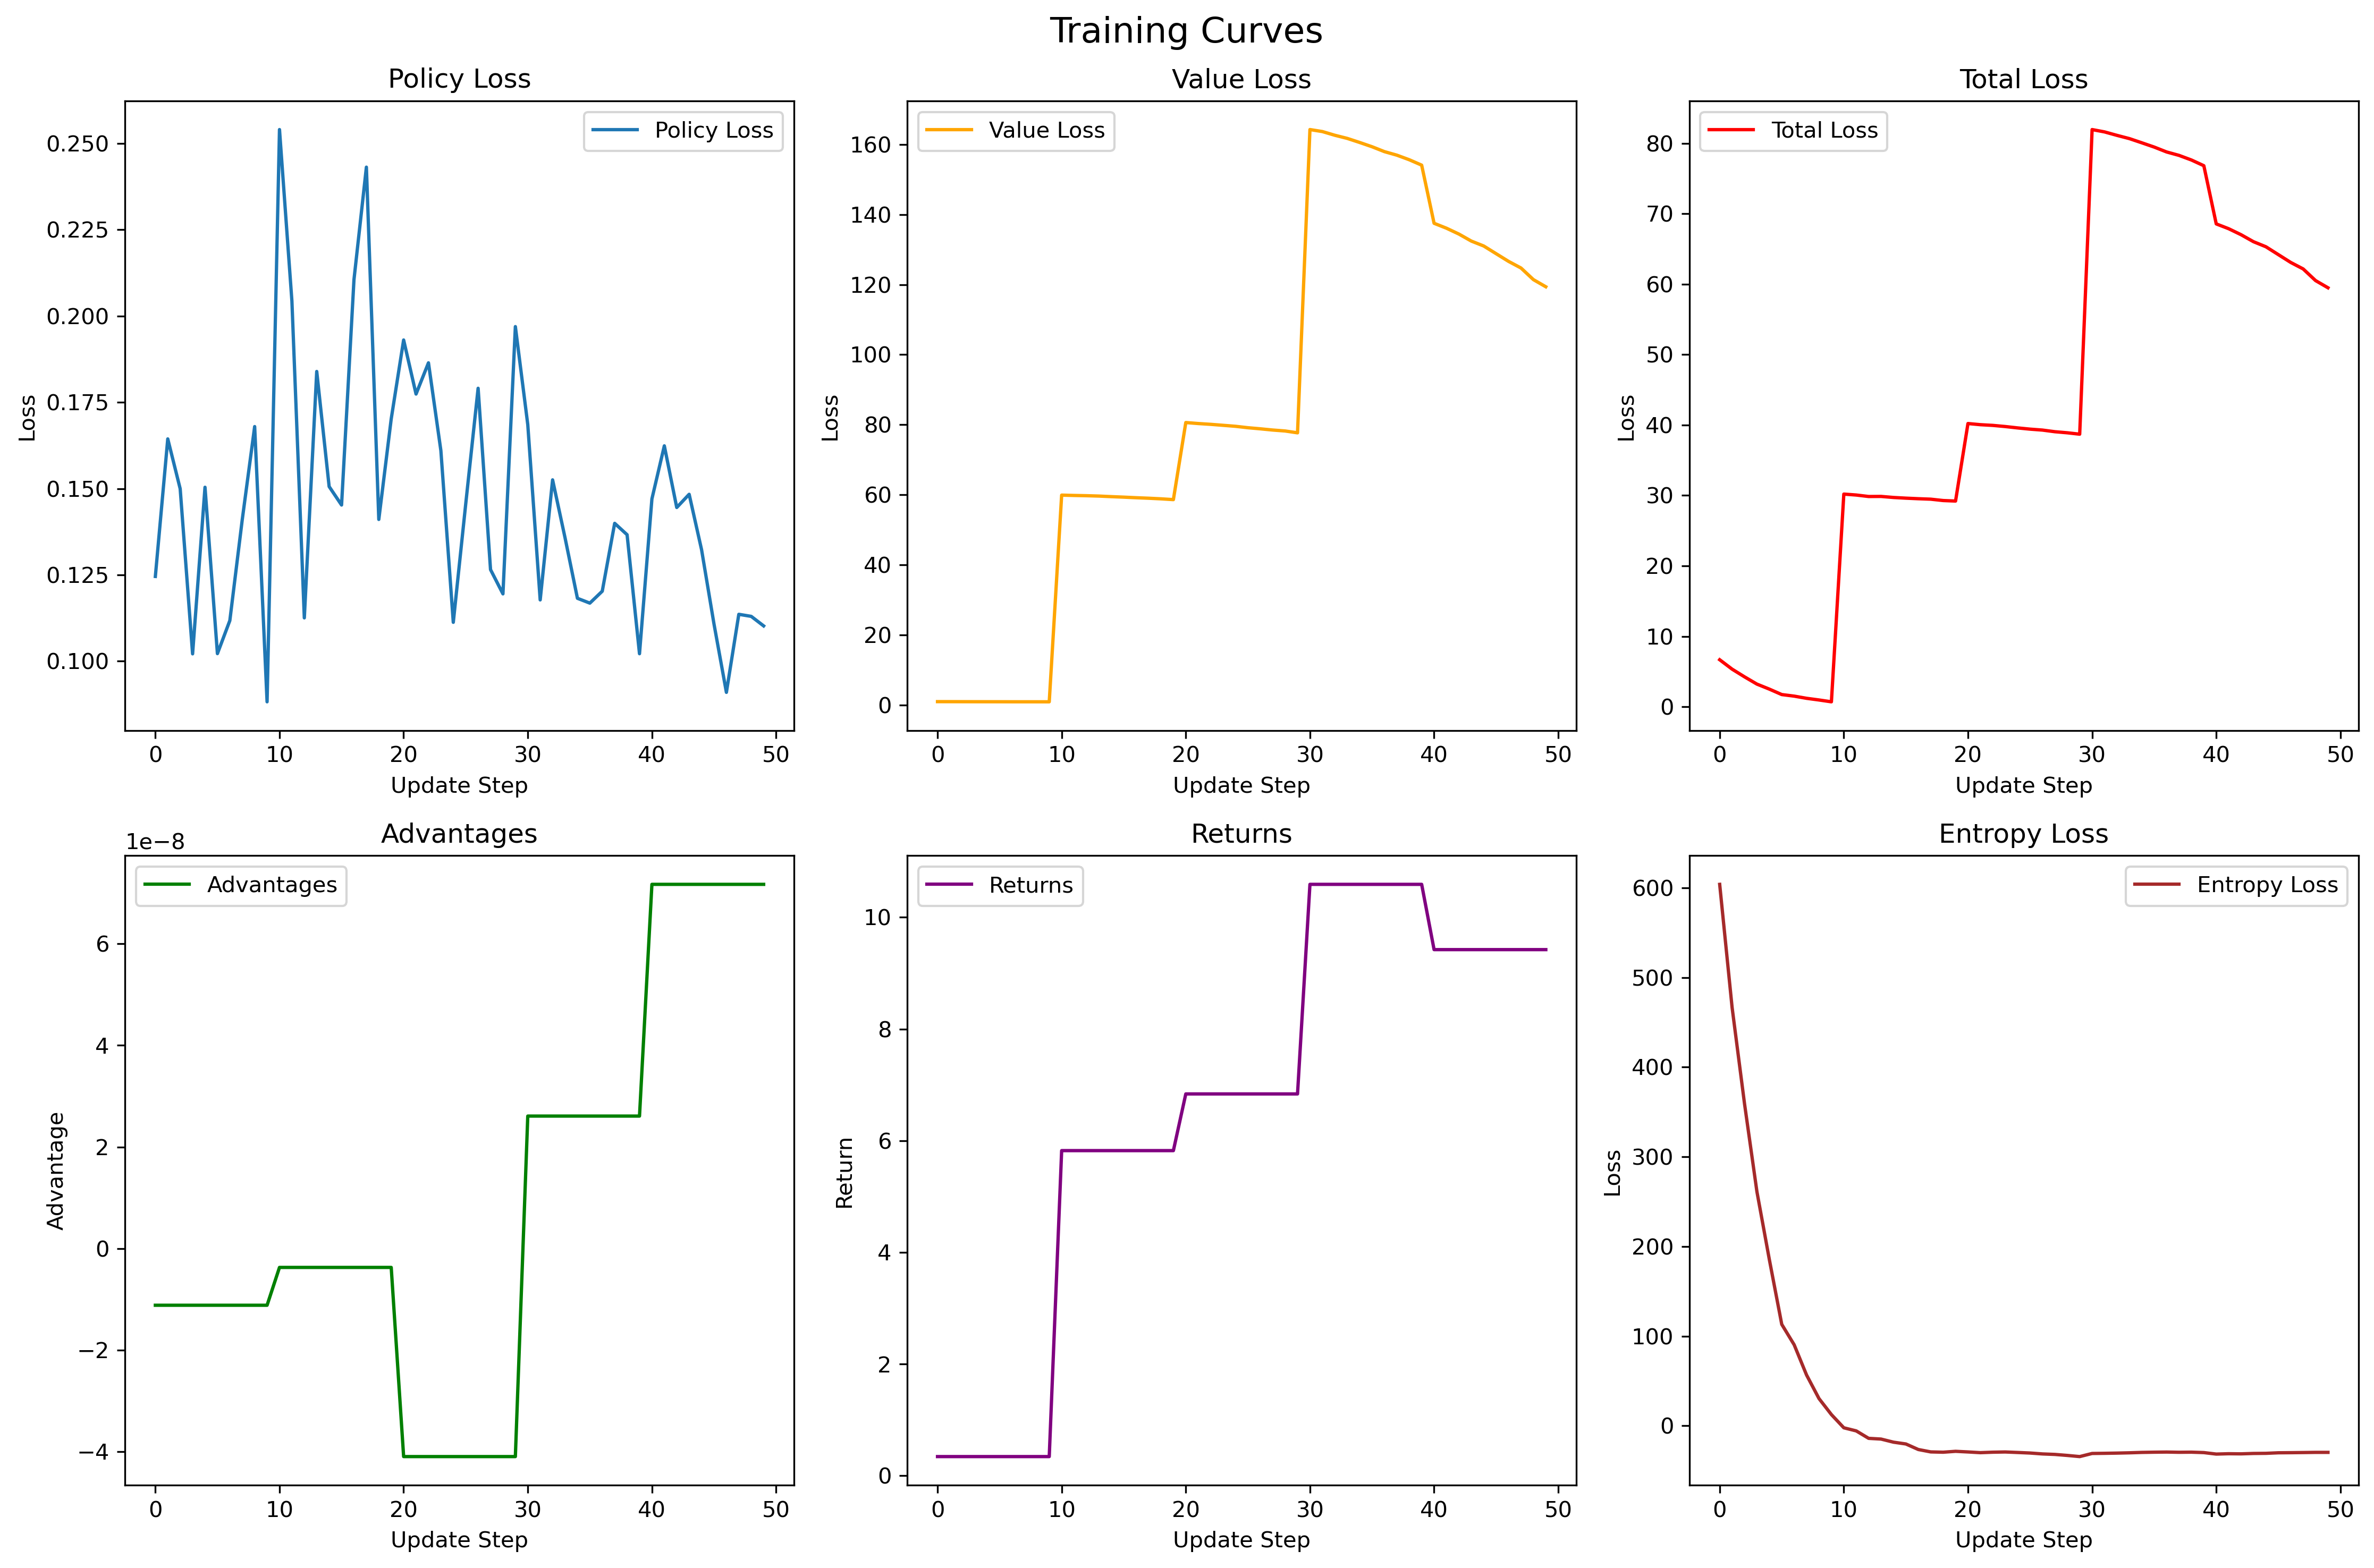 Training Curves
Policy Loss
Loss
0.250
0.225
0.200
0.175
0.150
0.125
0.100
Policy Loss
0 10 20 30 40 50
Update Step
Value Loss
Loss
160
140
120
100
80
60
40
20
0
Value Loss
0 10 20 30 40 50
Update Step
Total Loss
Loss
80
70
60
50
40
30
20
10
0
Total Loss
0 10 20 30 40 50
Update Step
Advantages
1e−8
Advantage
6
4
2
0
−2
−4
Advantages
0 10 20 30 40 50
Update Step
Returns
Return
10
8
6
4
2
0
Returns
0 10 20 30 40 50
Update Step
Entropy Loss
Loss
600
500
400
300
200
100
0
Entropy Loss
0 10 20 30 40 50
Update Step